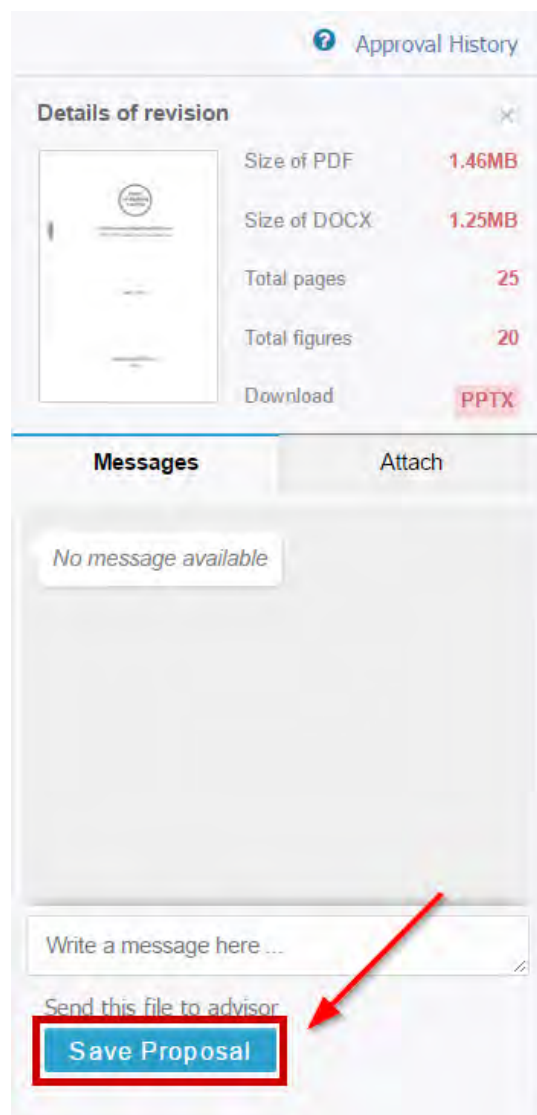 Approval History
Details of revision
Size of PDF 1.46MB
Size of DOCX 1.25MB
Total pages 25
Total figures 20
Download PPTX
Messages Attach
No message available
Write a message here ...
Send this file to advisor
Save Proposal